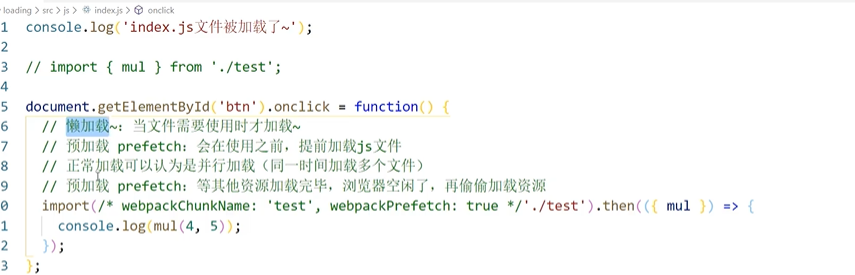 loading > src > js > index.js > onclick
1 console.log('index.js文件被加载了~');
2
3 // import { mul } from './test';
4
5 document.getElementById('btn').onclick = function() {
6 // 懒加载~：当文件需要使用时才加载~
7 // 预加载 prefetch：会在使用之前，提前加载js文件
8 // 正常加载可以认为是并行加载（同一时间加载多个文件）
9 // 预加载 prefetch：等其他资源加载完毕，浏览器空闲了，再偷偷加载资源
0 import(/* webpackChunkName: 'test', webpackPrefetch: true */'./test').then(({ mul }) => {
1 console.log(mul(4, 5));
2 });
3 };